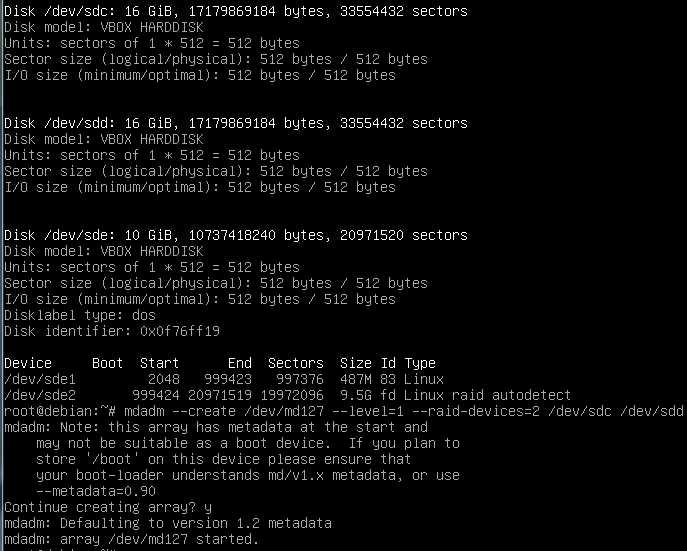 Disk /dev/sdc: 16 GiB, 17179869184 bytes, 33554432 sectors
Disk model: VBOX HARDDISK
Units: sectors of 1 * 512 = 512 bytes
Sector size (logical/physical): 512 bytes / 512 bytes
I/O size (minimum/optimal): 512 bytes / 512 bytes
Disk /dev/sdd: 16 GiB, 17179869184 bytes, 33554432 sectors
Disk model: VBOX HARDDISK
Units: sectors of 1 * 512 = 512 bytes
Sector size (logical/physical): 512 bytes / 512 bytes
I/O size (minimum/optimal): 512 bytes / 512 bytes
Disk /dev/sde: 10 GiB, 10737418240 bytes, 20971520 sectors
Disk model: VBOX HARDDISK
Units: sectors of 1 * 512 = 512 bytes
Sector size (logical/physical): 512 bytes / 512 bytes
I/O size (minimum/optimal): 512 bytes / 512 bytes
Disklabel type: dos
Disk identifier: 0x0f76ff19
Device     Boot  Start      End  Sectors  Size Id Type
/dev/sde1         2048   999423   997376  487M 83 Linux
/dev/sde2       999424 20971519 19972096  9.5G fd Linux raid autodetect
root@debian:~# mdadm --create /dev/md127 --level=1 --raid-devices=2 /dev/sdc /dev/sdd
mdadm: Note: this array has metadata at the start and
    may not be suitable as a boot device.  If you plan to
    store '/boot' on this device please ensure that
    your boot-loader understands md/v1.x metadata, or use
    --metadata=0.90
Continue creating array? y
mdadm: Defaulting to version 1.2 metadata
mdadm: array /dev/md127 started.